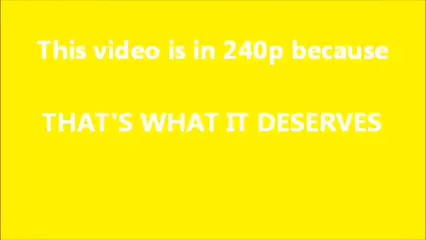 This video is in 240p because
THAT'S WHAT IT DESERVES